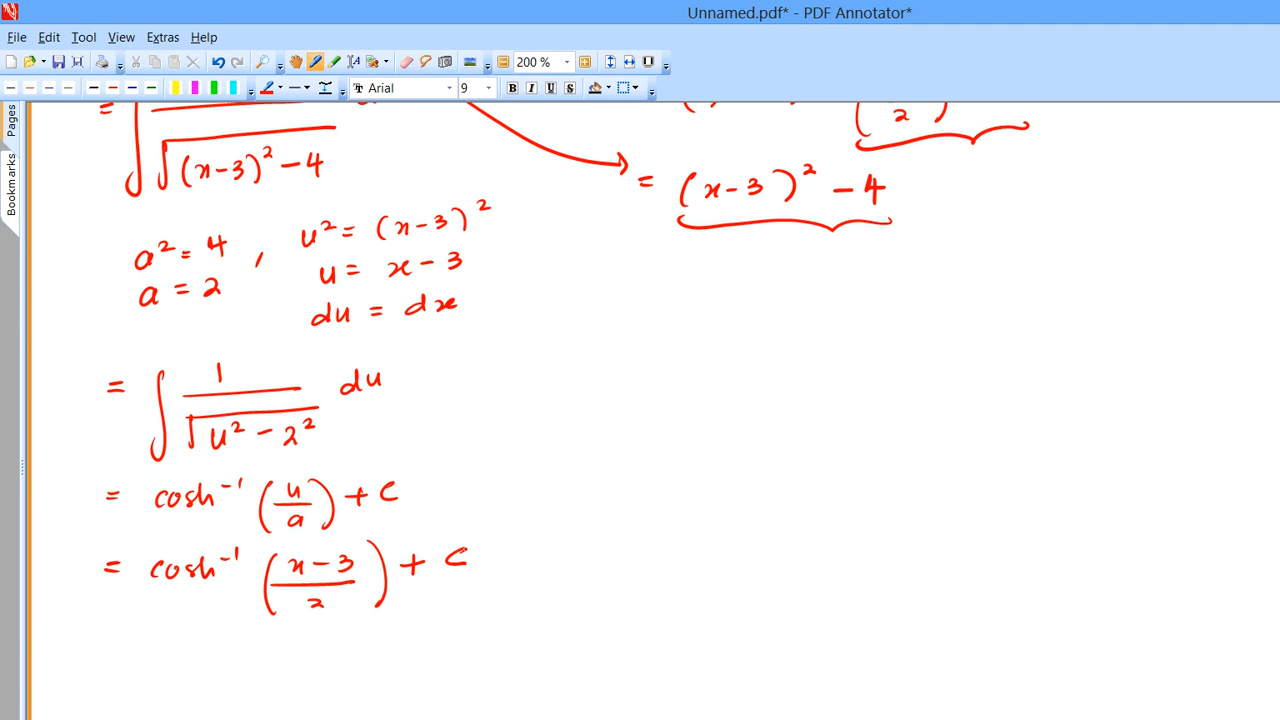 Unnamed.pdf* - PDF Annotator*
File Edit Tool View Extras Help
200 %
Arial 9 B I U S
Pages
Bookmarks
= ∫ √(x-3)² - 4
2
= (x-3)² - 4
a² = 4 , u² = (x-3)²
a = 2 u = x - 3
du = dx
= ∫ 1/√(u² - 2²) du
= cosh⁻¹ (u/a) + C
= cosh⁻¹ ((x-3)/2) + C